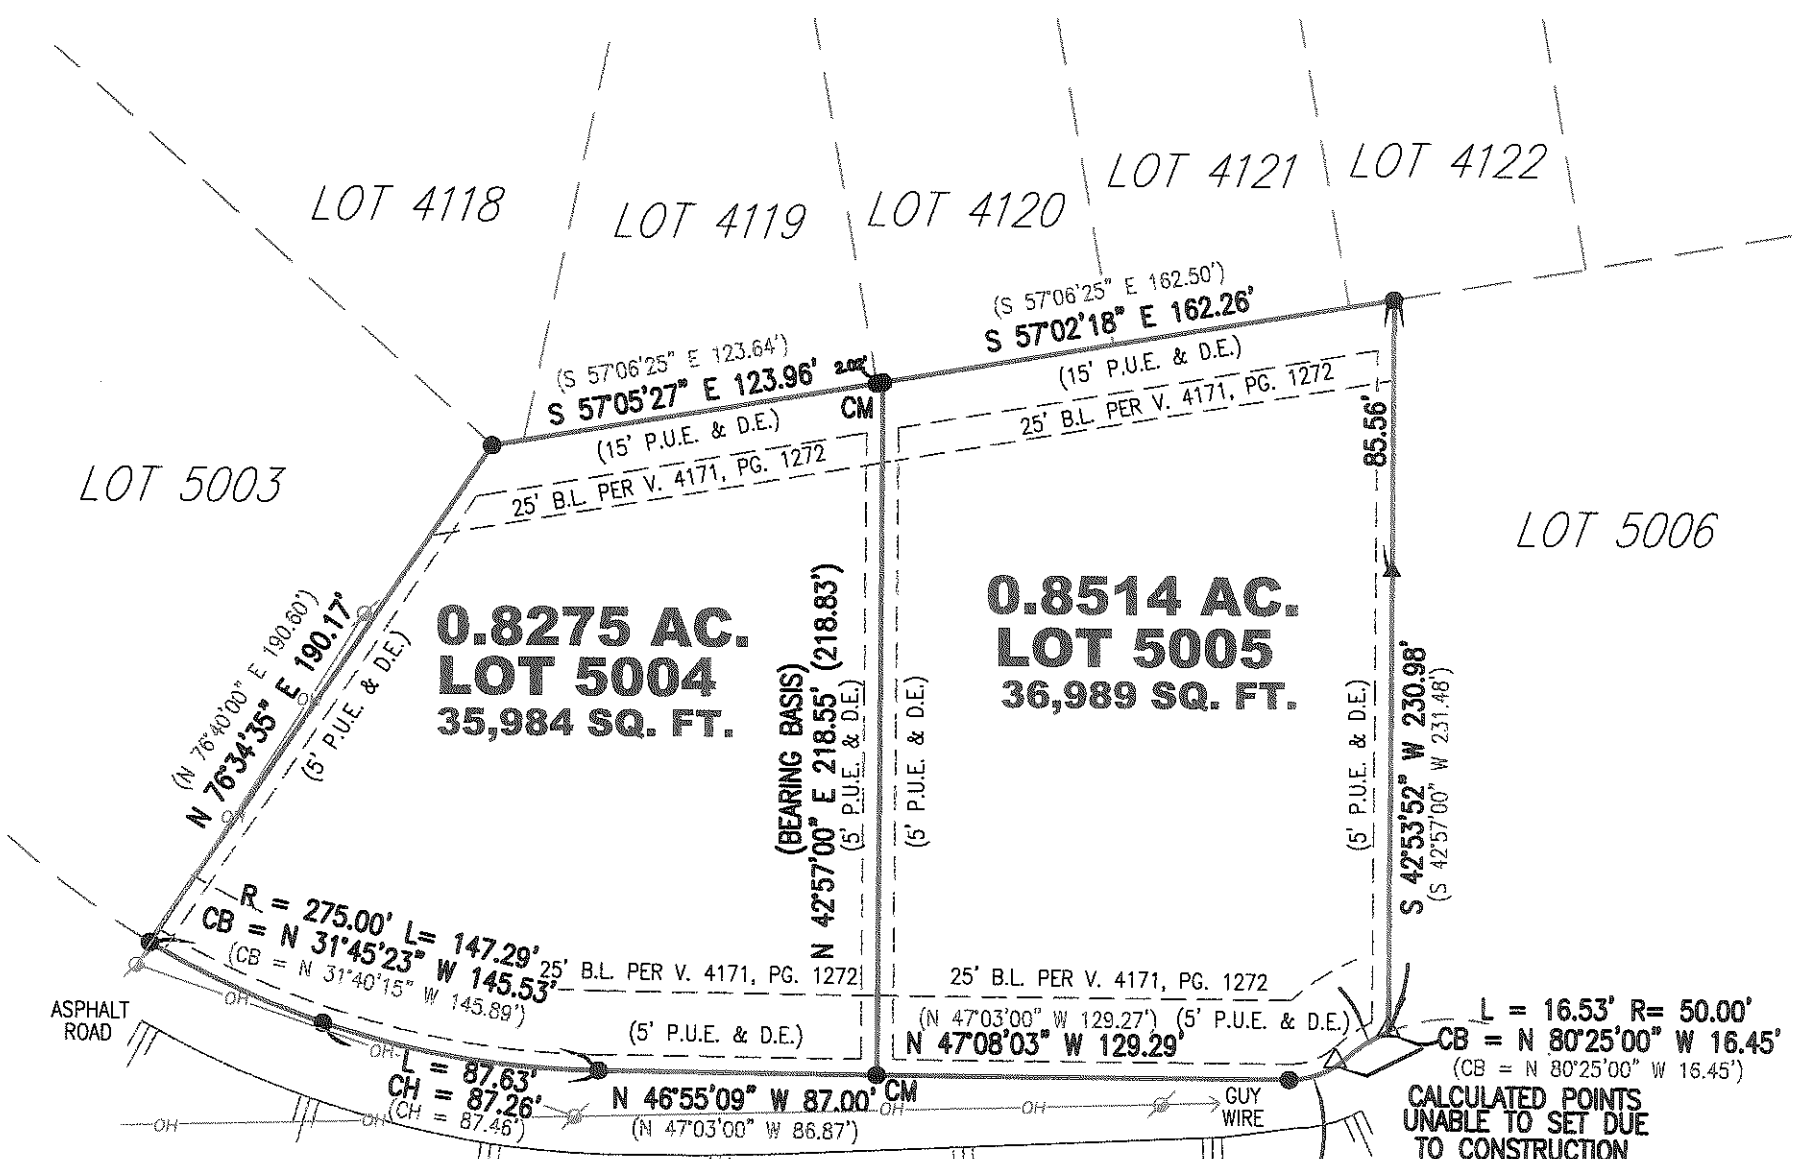 LOT 4118
LOT 4119
LOT 4120
LOT 4121
LOT 4122
(S 57°06'25" E 123.64')
S 57°05'27" E 123.96'
2.02'
CM
(15' P.U.E. & D.E.)
25' B.L. PER V. 4171, PG. 1272
(S 57°06'25" E 162.50')
S 57°02'18" E 162.26'
(15' P.U.E. & D.E.)
25' B.L. PER V. 4171, PG. 1272
85.56'
LOT 5003
LOT 5006
(N 76°40'00" E 190.60')
N 76°34'35" E 190.17'
(5' P.U.E. & D.E.)
0.8275 AC.
LOT 5004
35,984 SQ. FT.
(BEARING BASIS)
N 42°57'00" E 218.55' (218.83')
(5' P.U.E. & D.E.)
(5' P.U.E. & D.E.)
0.8514 AC.
LOT 5005
36,989 SQ. FT.
(5' P.U.E. & D.E.)
S 42°53'52" W 230.98'
(S 42°57'00" W 231.48')
R = 275.00' L= 147.29'
CB = N 31°45'23" W 145.53'
(CB = N 31°40'15" W 145.89')
25' B.L. PER V. 4171, PG. 1272
25' B.L. PER V. 4171, PG. 1272
(5' P.U.E. & D.E.)
(N 47°03'00" W 129.27')
(5' P.U.E. & D.E.)
N 47°08'03" W 129.29'
L = 16.53' R= 50.00'
CB = N 80°25'00" W 16.45'
(CB = N 80°25'00" W 16.45')
CALCULATED POINTS
UNABLE TO SET DUE
TO CONSTRUCTION
ASPHALT
ROAD
OH
OH
L = 87.63'
CH = 87.26'
(CH = 87.46')
N 46°55'09" W 87.00'
(N 47°03'00" W 86.87')
CM
OH
OH
OH
OH
GUY
WIRE